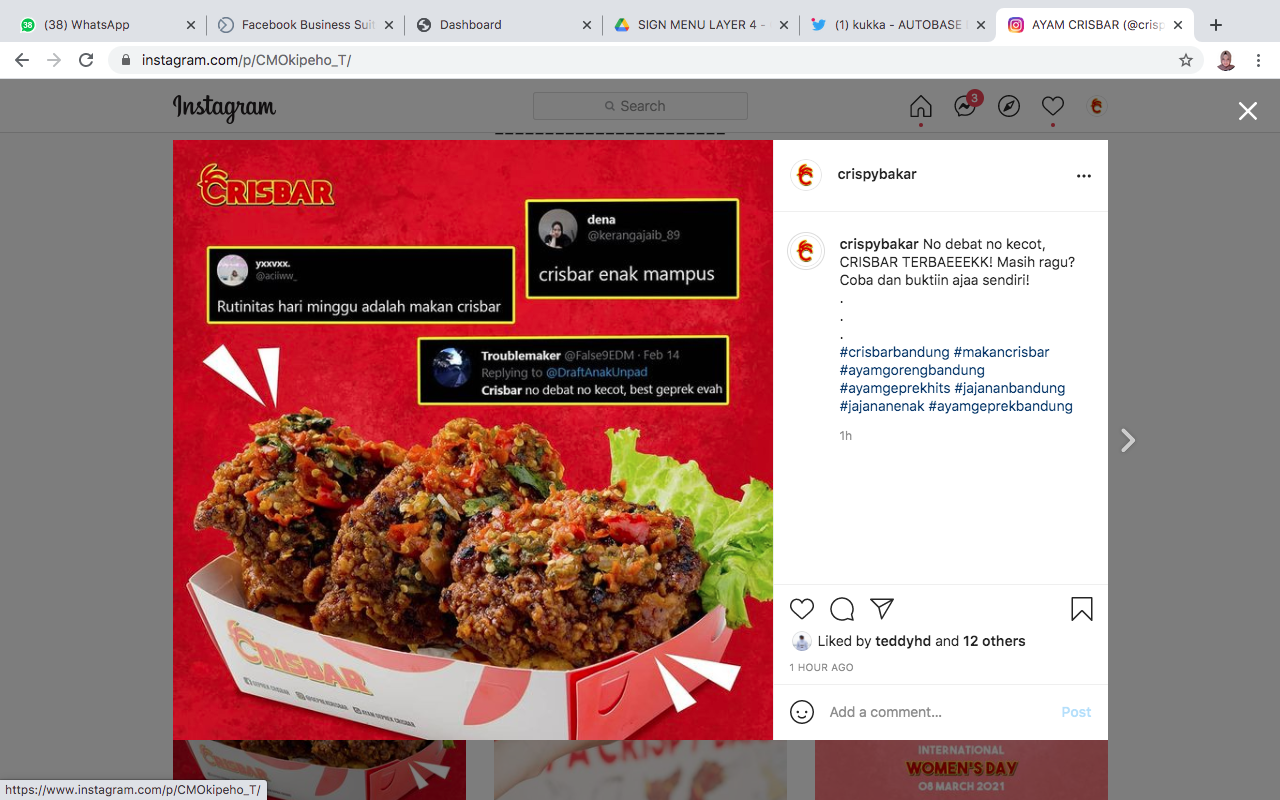 (38) WhatsApp
Facebook Business Suit
Dashboard
SIGN MENU LAYER 4 -
(1) kukka - AUTOBASE
AYAM CRISBAR (@crisp
instagram.com/p/CMOkipeho_T/
Instagram
Search
3
CRISBAR
dena
@kerangajaib_89
crisbar enak mampus
yxxvxx.
@aciiww_
Rutinitas hari minggu adalah makan crisbar
Troublemaker @False9EDM · Feb 14
Replying to @DraftAnakUnpad
Crisbar no debat no kecot, best geprek evah
CRISBAR
crispybakar
crispybakar No debat no kecot,
CRISBAR TERBAEEEKK! Masih ragu?
Coba dan buktiin ajaa sendiri!
.
.
.
#crisbarbandung #makancrisbar
#ayamgorengbandung
#ayamgeprekhits #jajananbandung
#jajananenak #ayamgeprekbandung
1h
Liked by teddyhd and 12 others
1 HOUR AGO
Add a comment...
Post
CRISBAR
A CRISPY
INTERNATIONAL
WOMEN'S DAY
08 MARCH 2021
https://www.instagram.com/p/CMOkipeho_T/